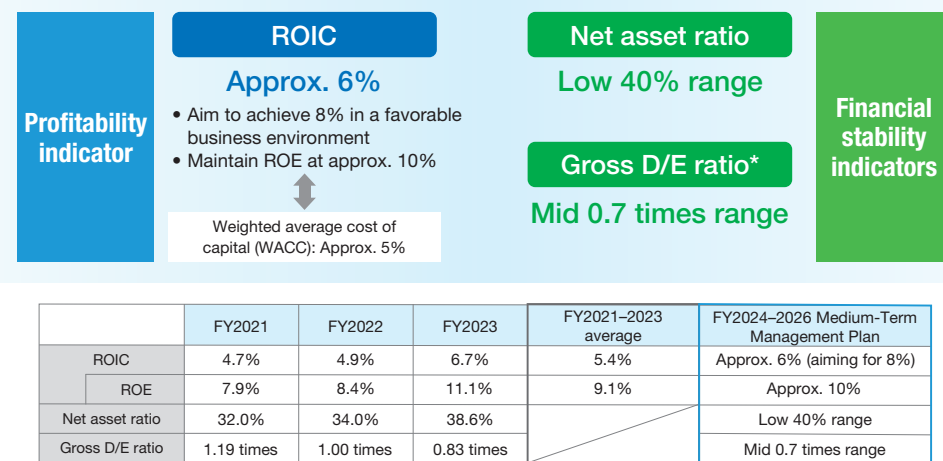 Profitability
indicator
ROIC
Approx. 6%
• Aim to achieve 8% in a favorable
business environment
• Maintain ROE at approx. 10%
Weighted average cost of
capital (WACC): Approx. 5%
Net asset ratio
Low 40% range
Gross D/E ratio*
Mid 0.7 times range
Financial
stability
indicators
FY2021 FY2022 FY2023 FY2021–2023 average FY2024–2026 Medium-Term Management Plan
ROIC 4.7% 4.9% 6.7% 5.4% Approx. 6% (aiming for 8%)
ROE 7.9% 8.4% 11.1% 9.1% Approx. 10%
Net asset ratio 32.0% 34.0% 38.6% Low 40% range
Gross D/E ratio 1.19 times 1.00 times 0.83 times Mid 0.7 times range